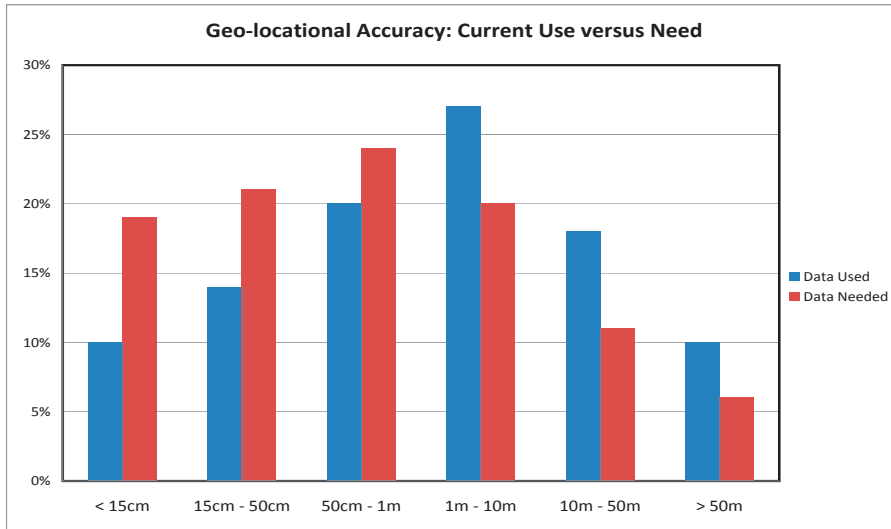 Geo-locational Accuracy: Current Use versus Need
30%
25%
20%
15%
10%
5%
0%
< 15cm 15cm - 50cm 50cm - 1m 1m - 10m 10m - 50m > 50m
Data Used
Data Needed